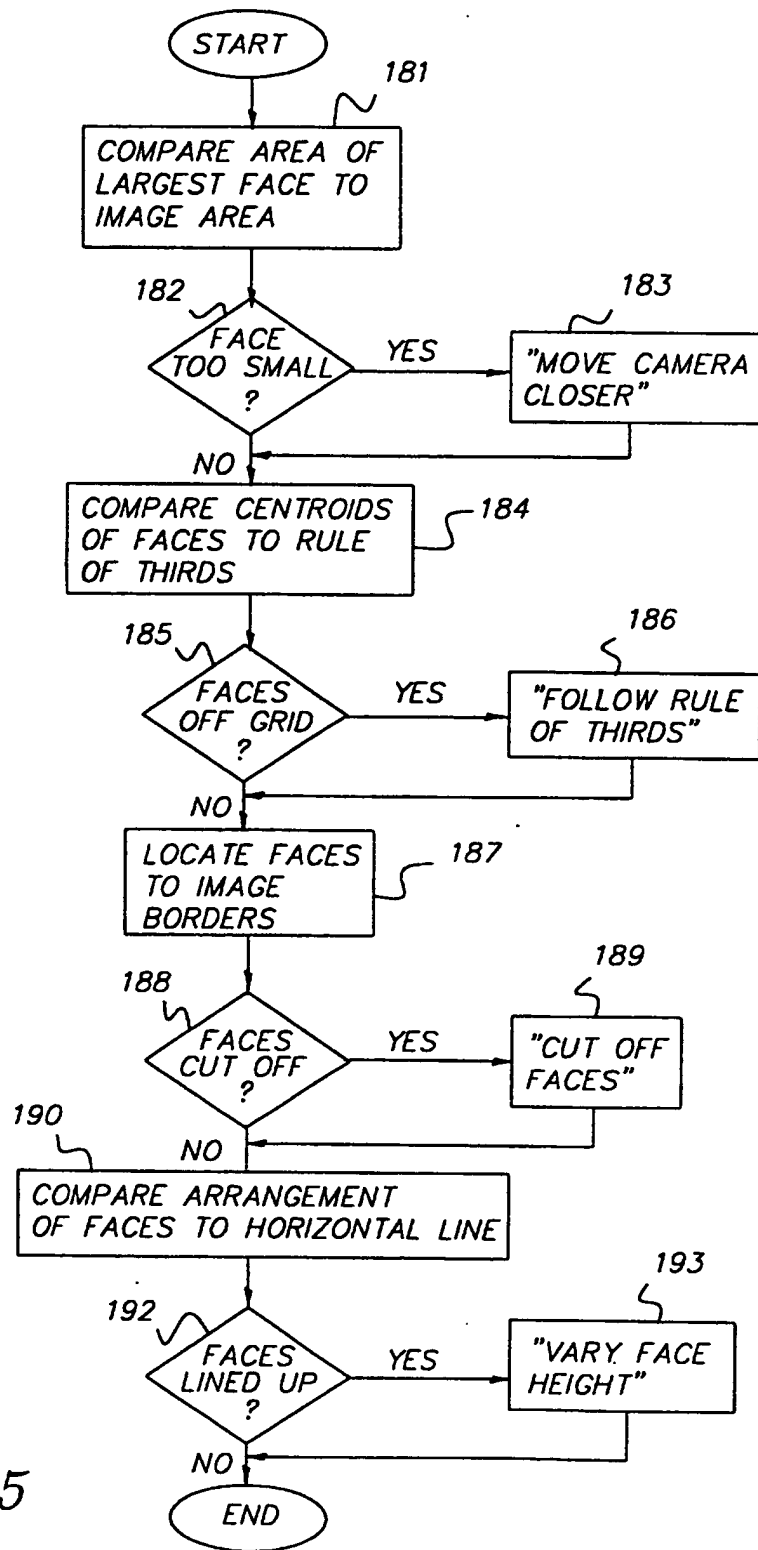 START
181
COMPARE AREA OF
LARGEST FACE TO
IMAGE AREA
182
FACE
TOO SMALL
?
YES
183
"MOVE CAMERA
CLOSER"
NO
COMPARE CENTROIDS
OF FACES TO RULE
OF THIRDS
184
185
FACES
OFF GRID
?
YES
186
"FOLLOW RULE
OF THIRDS"
NO
LOCATE FACES
TO IMAGE
BORDERS
187
188
FACES
CUT OFF
?
YES
189
"CUT OFF
FACES"
190
NO
COMPARE ARRANGEMENT
OF FACES TO HORIZONTAL LINE
192
FACES
LINED UP
?
YES
193
"VARY FACE
HEIGHT"
NO
END
5